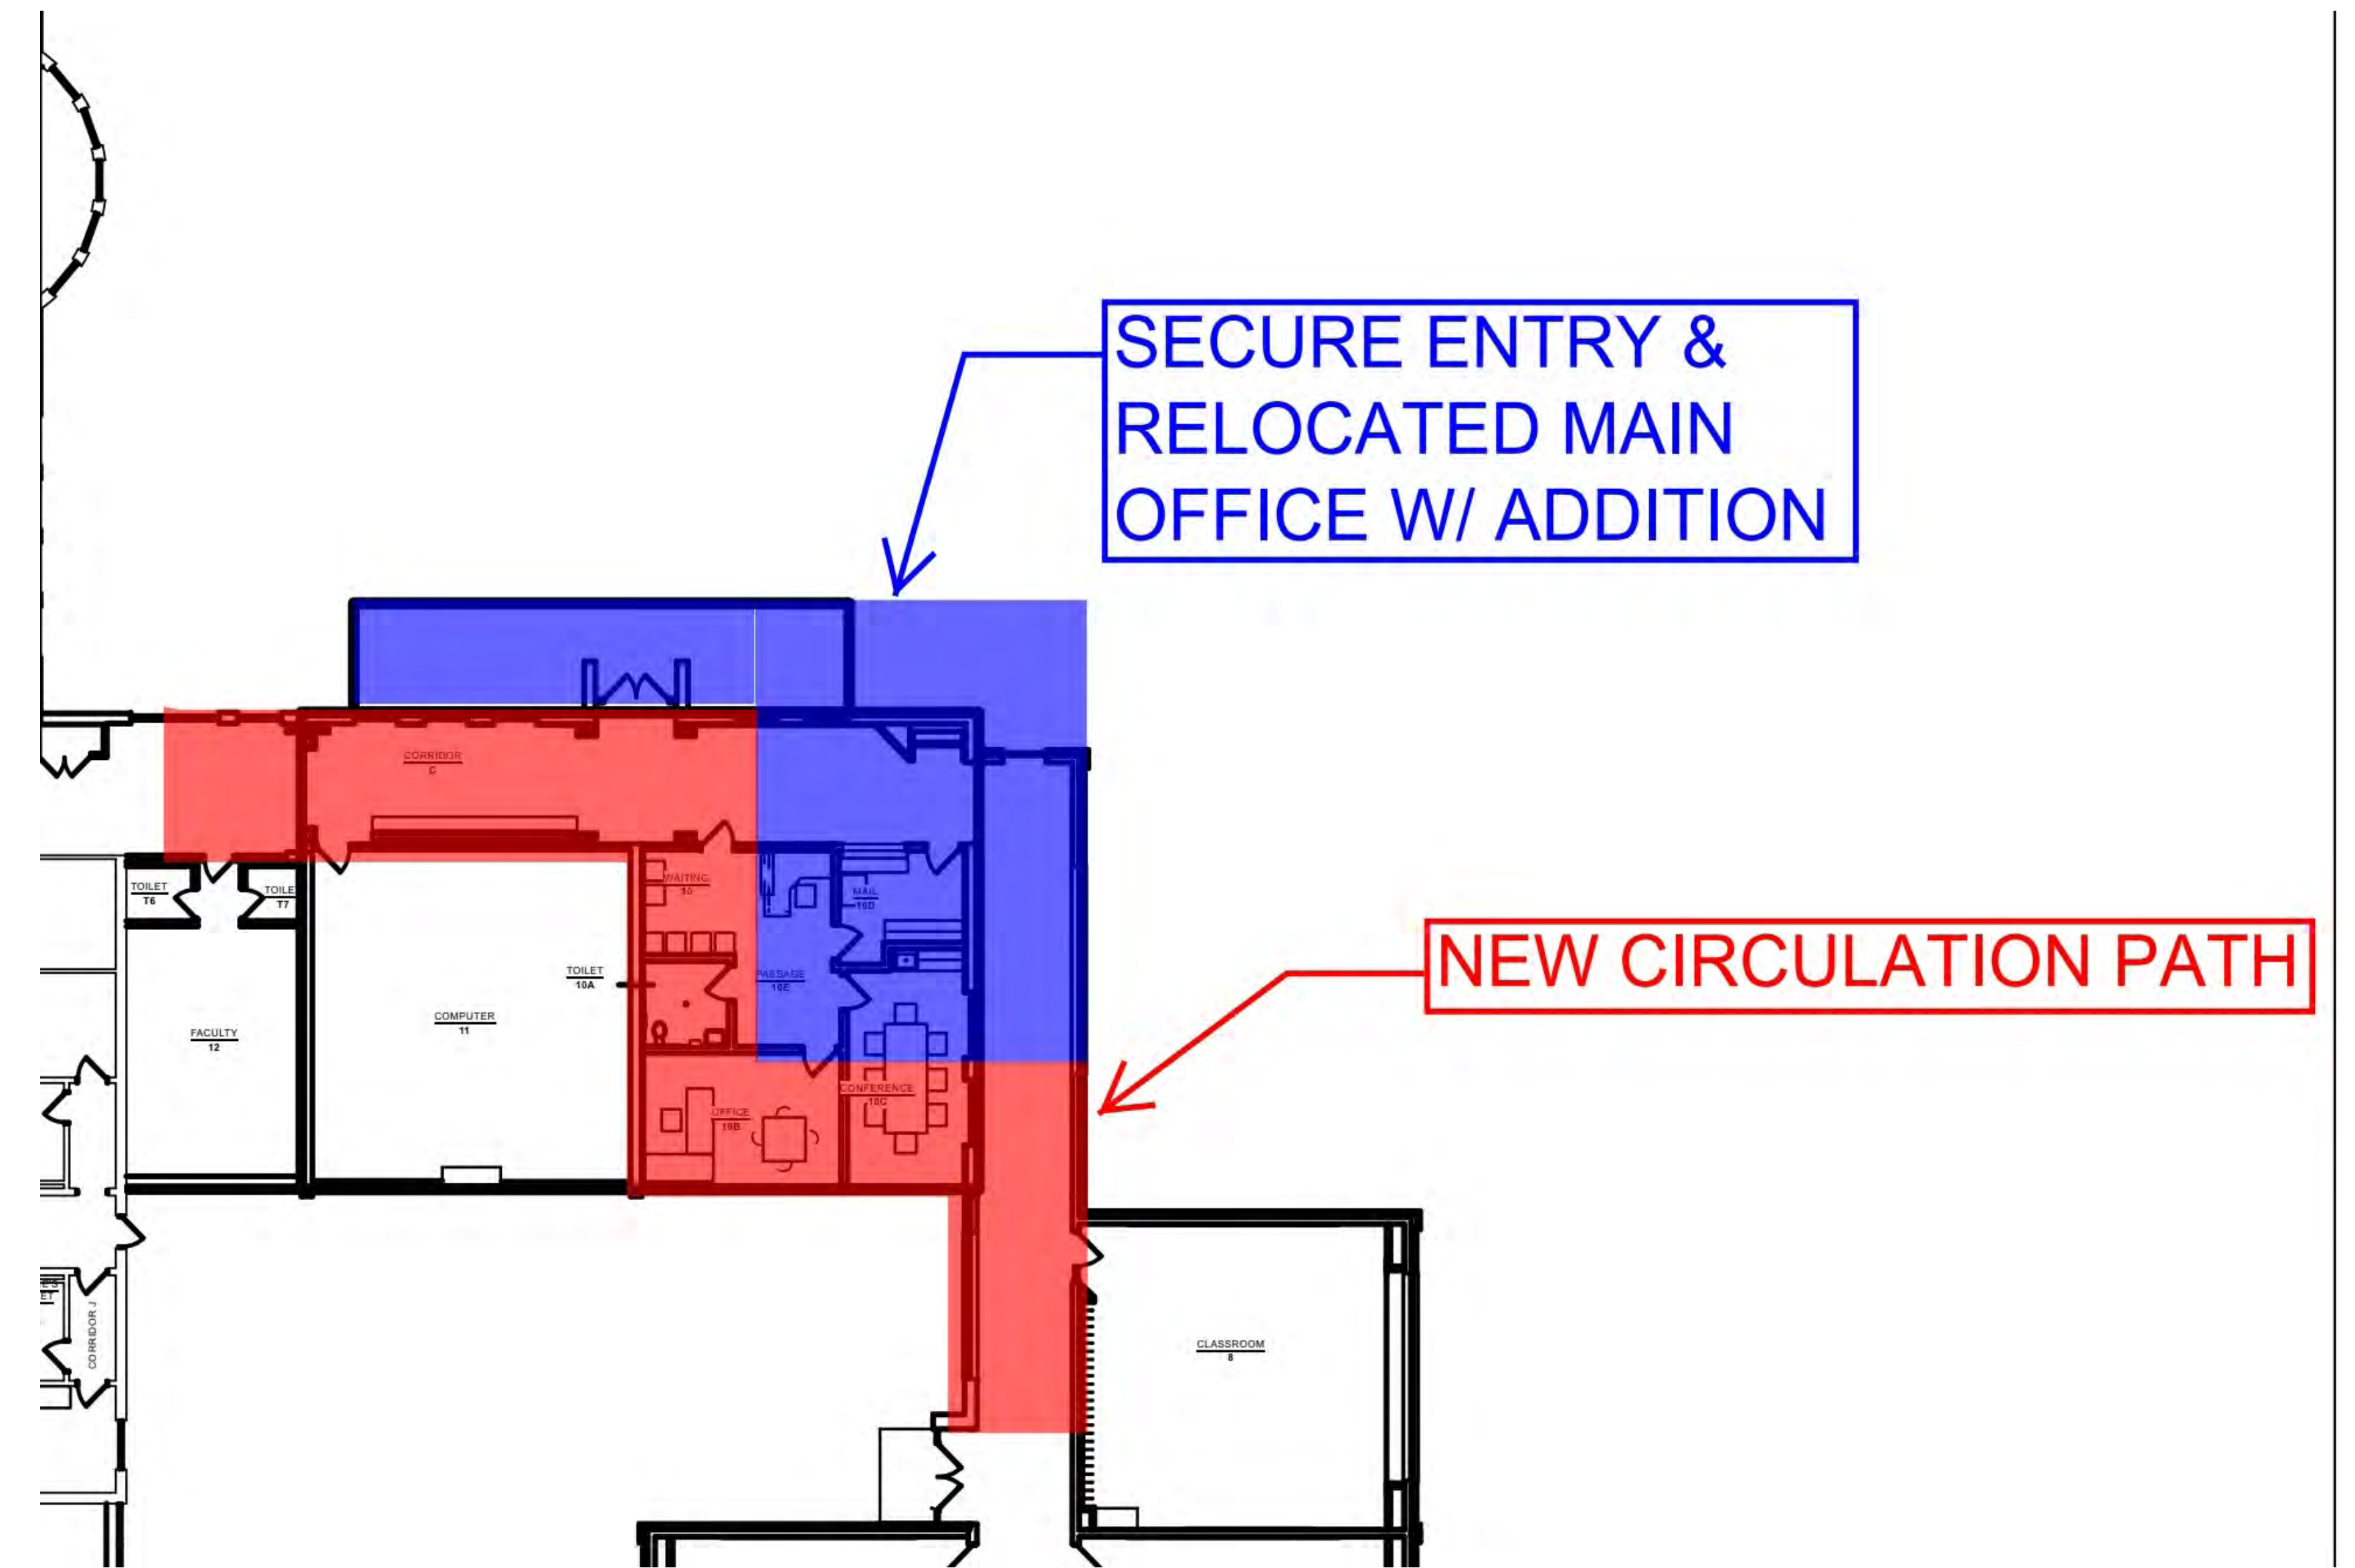 SECURE ENTRY &
RELOCATED MAIN
OFFICE W/ ADDITION
CORRIDOR
C
TOILET
T6
TOILE
T7
WAITING
10
MAIL
10D
NEW CIRCULATION PATH
TOILET
10A
PASSAGE
10E
COMPUTER
11
FACULTY
12
CONFERENCE
10C
OFFICE
10B
CORRIDOR J
CLASSROOM
8